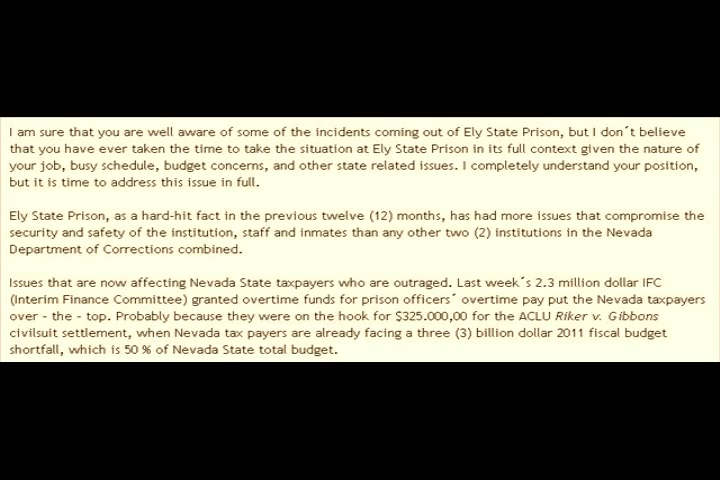 I am sure that you are well aware of some of the incidents coming out of Ely State Prison, but I don´t believe
that you have ever taken the time to take the situation at Ely State Prison in its full context given the nature of
your job, busy schedule, budget concerns, and other state related issues. I completely understand your position,
but it is time to address this issue in full.
Ely State Prison, as a hard-hit fact in the previous twelve (12) months, has had more issues that compromise the
security and safety of the institution, staff and inmates than any other two (2) institutions in the Nevada
Department of Corrections combined.
Issues that are now affecting Nevada State taxpayers who are outraged. Last week´s 2.3 million dollar IFC
(Interim Finance Committee) granted overtime funds for prison officers´ overtime pay put the Nevada taxpayers
over - the - top. Probably because they were on the hook for $325.000,00 for the ACLU Riker v. Gibbons
civilsuit settlement, when Nevada tax payers are already facing a three (3) billion dollar 2011 fiscal budget
shortfall, which is 50 % of Nevada State total budget.